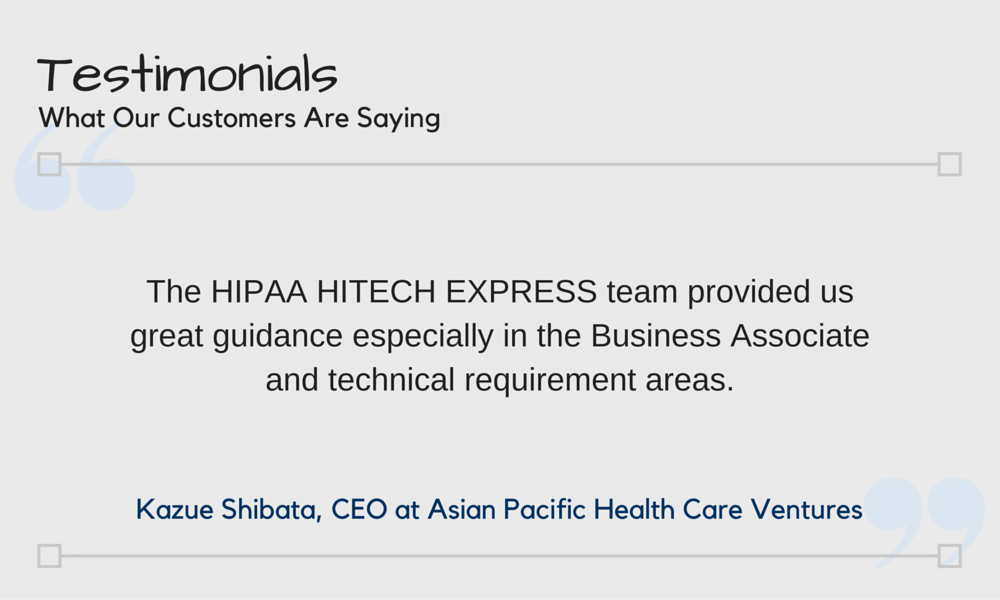 Testimonials
What Our Customers Are Saying
The HIPAA HITECH EXPRESS team provided us
great guidance especially in the Business Associate
and technical requirement areas.
Kazue Shibata, CEO at Asian Pacific Health Care Ventures